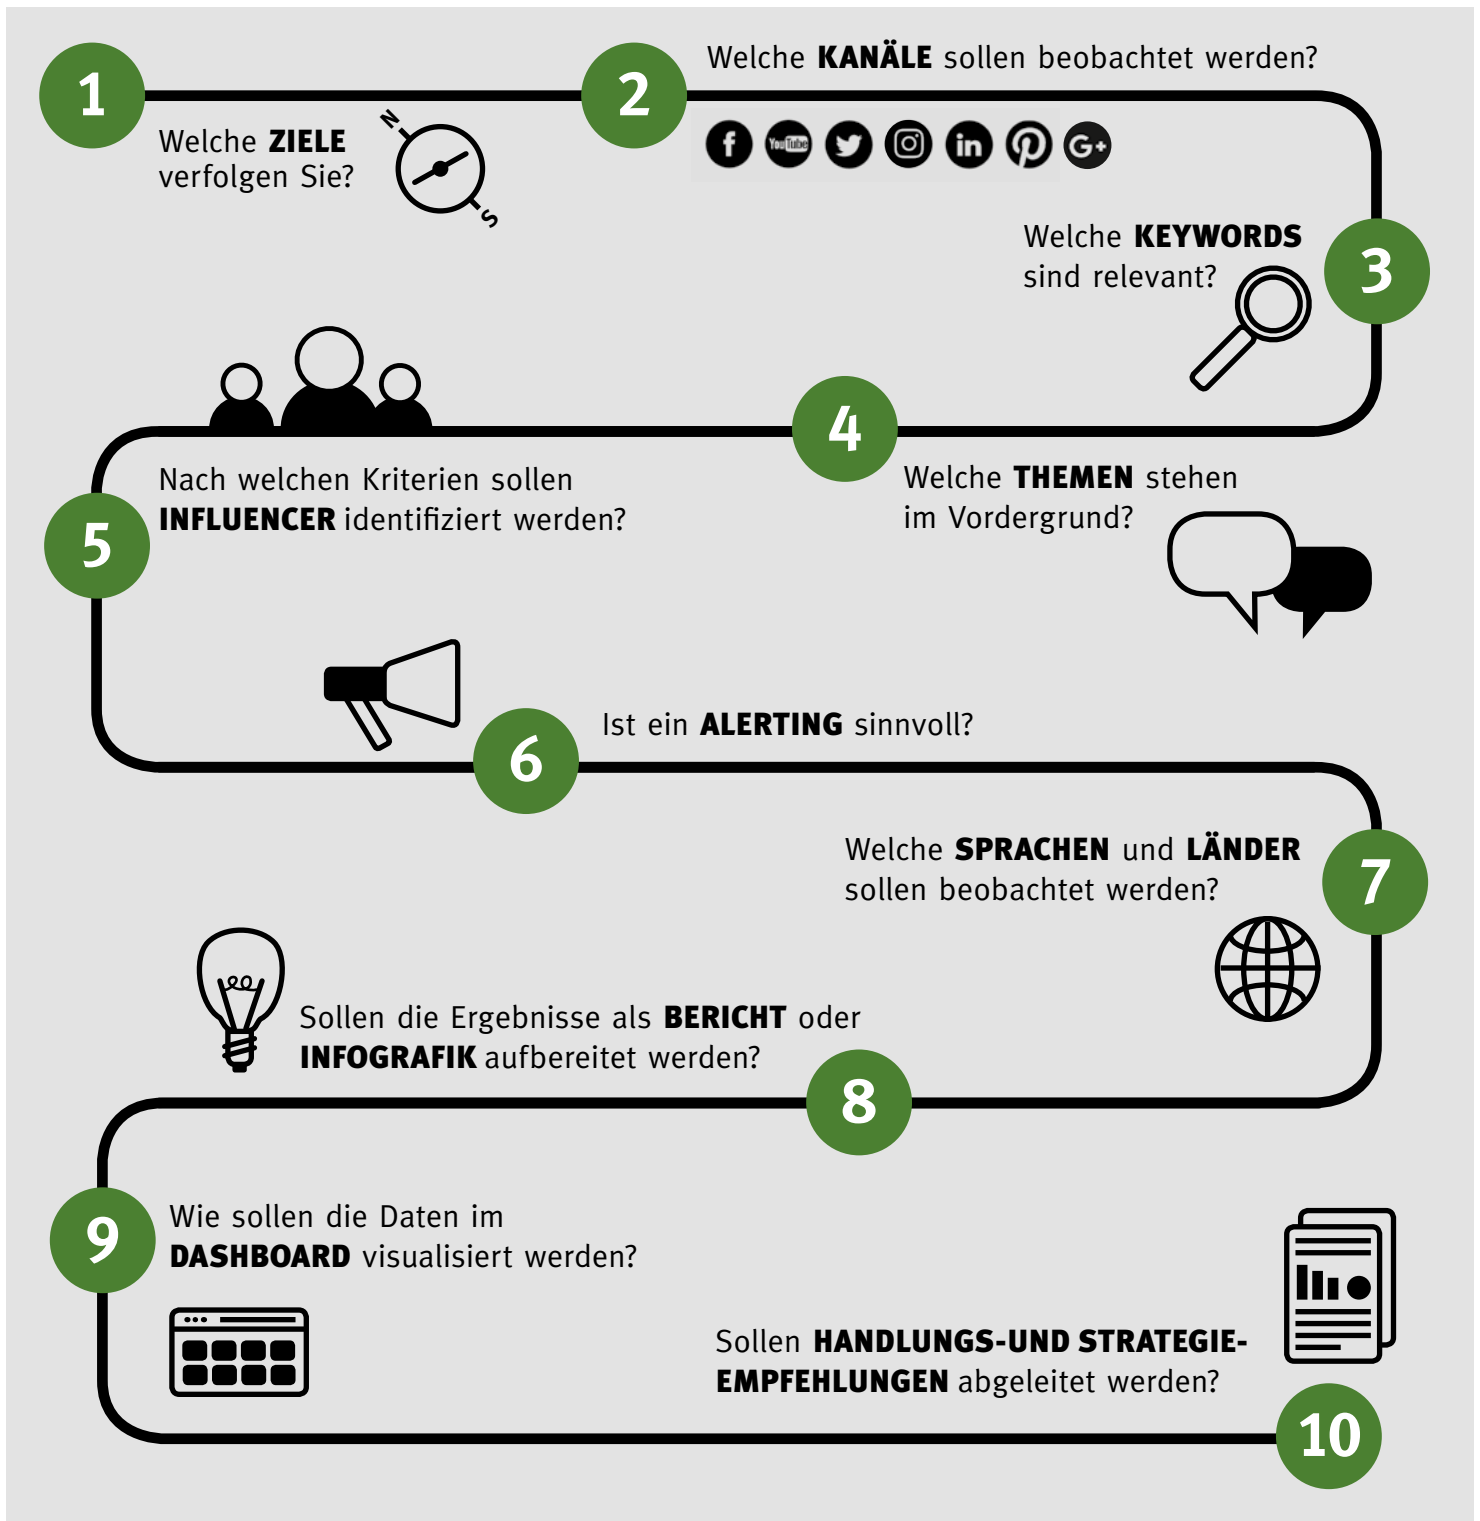 1
Welche ZIELE
verfolgen Sie?
N
S
2
Welche KANÄLE sollen beobachtet werden?
f
YouTube
in
G+
3
Welche KEYWORDS
sind relevant?
4
Welche THEMEN stehen
im Vordergrund?
5
Nach welchen Kriterien sollen
INFLUENCER identifiziert werden?
6
Ist ein ALERTING sinnvoll?
7
Welche SPRACHEN und LÄNDER
sollen beobachtet werden?
8
Sollen die Ergebnisse als BERICHT oder
INFOGRAFIK aufbereitet werden?
9
Wie sollen die Daten im
DASHBOARD visualisiert werden?
10
Sollen HANDLUNGS-UND STRATEGIE-
EMPFEHLUNGEN abgeleitet werden?